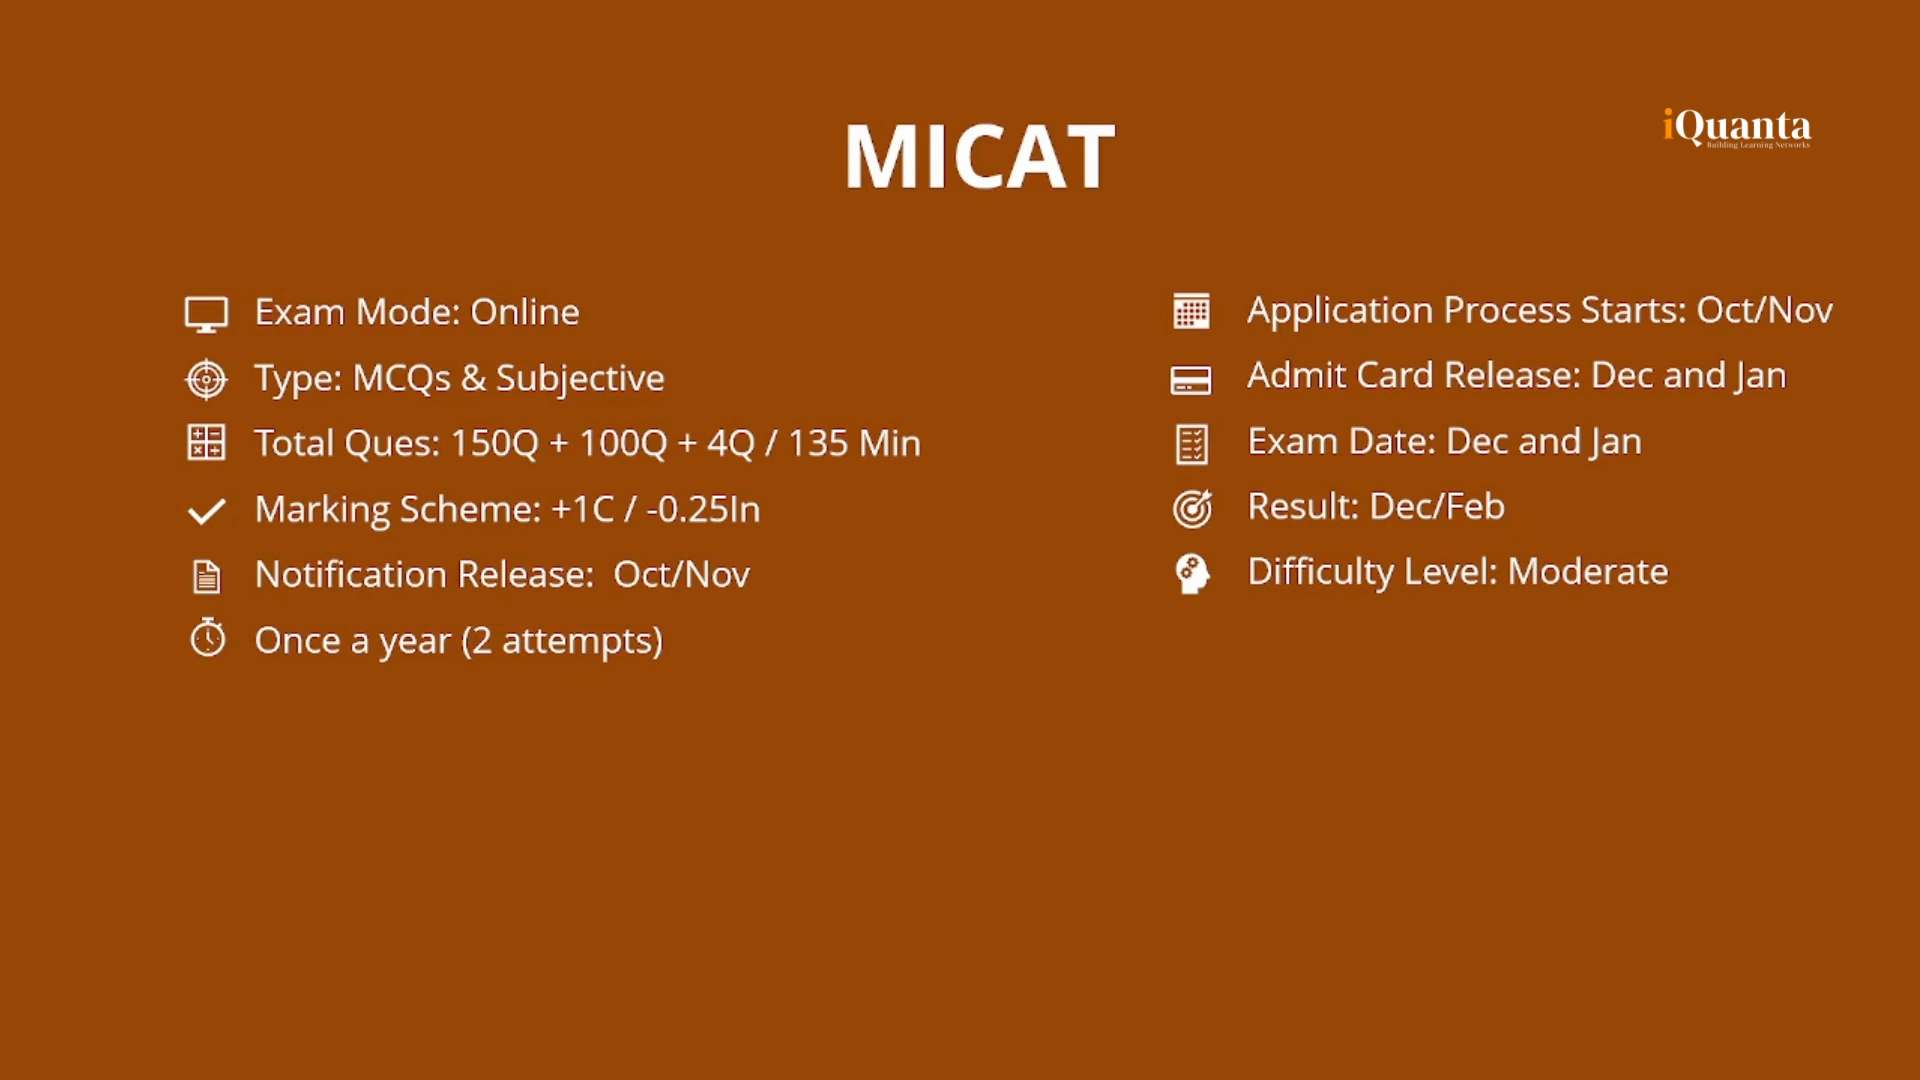 MICAT
iQuanta
Building Learning Networks
Exam Mode: Online
Type: MCQs & Subjective
Total Ques: 150Q + 100Q + 4Q / 135 Min
Marking Scheme: +1C / -0.25In
Notification Release: Oct/Nov
Once a year (2 attempts)
Application Process Starts: Oct/Nov
Admit Card Release: Dec and Jan
Exam Date: Dec and Jan
Result: Dec/Feb
Difficulty Level: Moderate